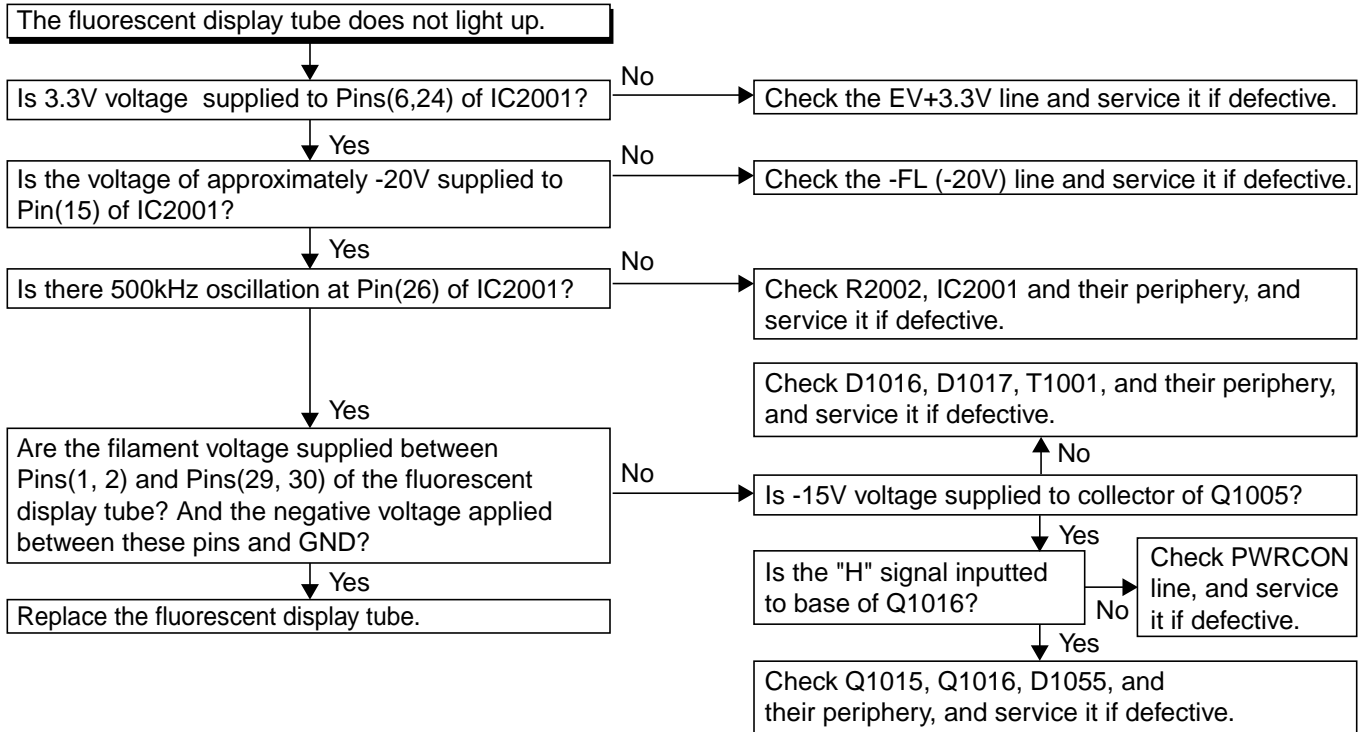 The fluorescent display tube does not light up.
Is 3.3V voltage  supplied to Pins(6,24) of IC2001?
No
Check the EV+3.3V line and service it if defective.
Yes
Is the voltage of approximately -20V supplied to
Pin(15) of IC2001?
No
Check the -FL (-20V) line and service it if defective.
Yes
Is there 500kHz oscillation at Pin(26) of IC2001?
No
Check R2002, IC2001 and their periphery, and
service it if defective.
Yes
Are the filament voltage supplied between
Pins(1, 2) and Pins(29, 30) of the fluorescent
display tube? And the negative voltage applied
between these pins and GND?
No
Is -15V voltage supplied to collector of Q1005?
No
Check D1016, D1017, T1001, and their periphery,
and service it if defective.
Yes
Is the "H" signal inputted
to base of Q1016?
No
Check PWRCON
line, and service
it if defective.
Yes
Check Q1015, Q1016, D1055, and
their periphery, and service it if defective.
Yes
Replace the fluorescent display tube.